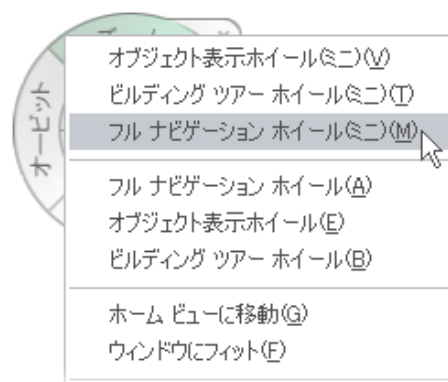 オービット
オブジェクト表示ホイール(ミニ)(V)
ビルディング ツアー ホイール(ミニ)(T)
フル ナビゲーション ホイール(ミニ)(M)
フル ナビゲーション ホイール(A)
オブジェクト表示ホイール(E)
ビルディング ツアー ホイール(B)
ホーム ビューに移動(G)
ウィンドウにフィット(F)